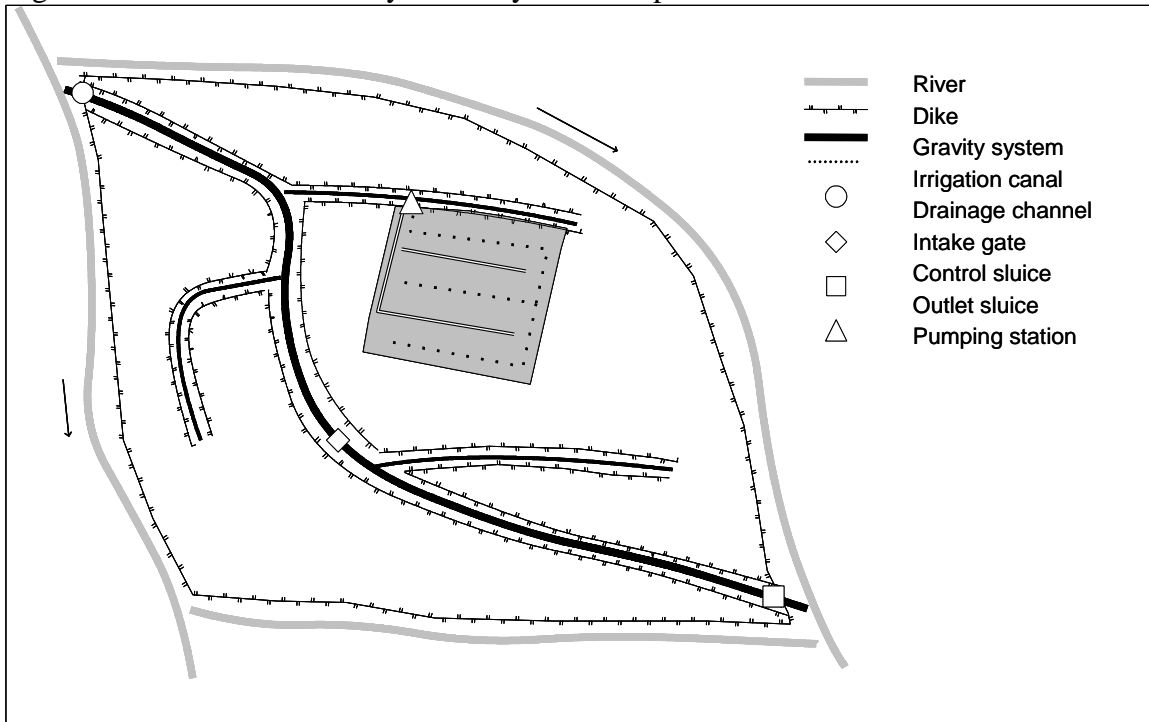 River
Dike
Gravity system
Irrigation canal
Drainage channel
Intake gate
Control sluice
Outlet sluice
Pumping station